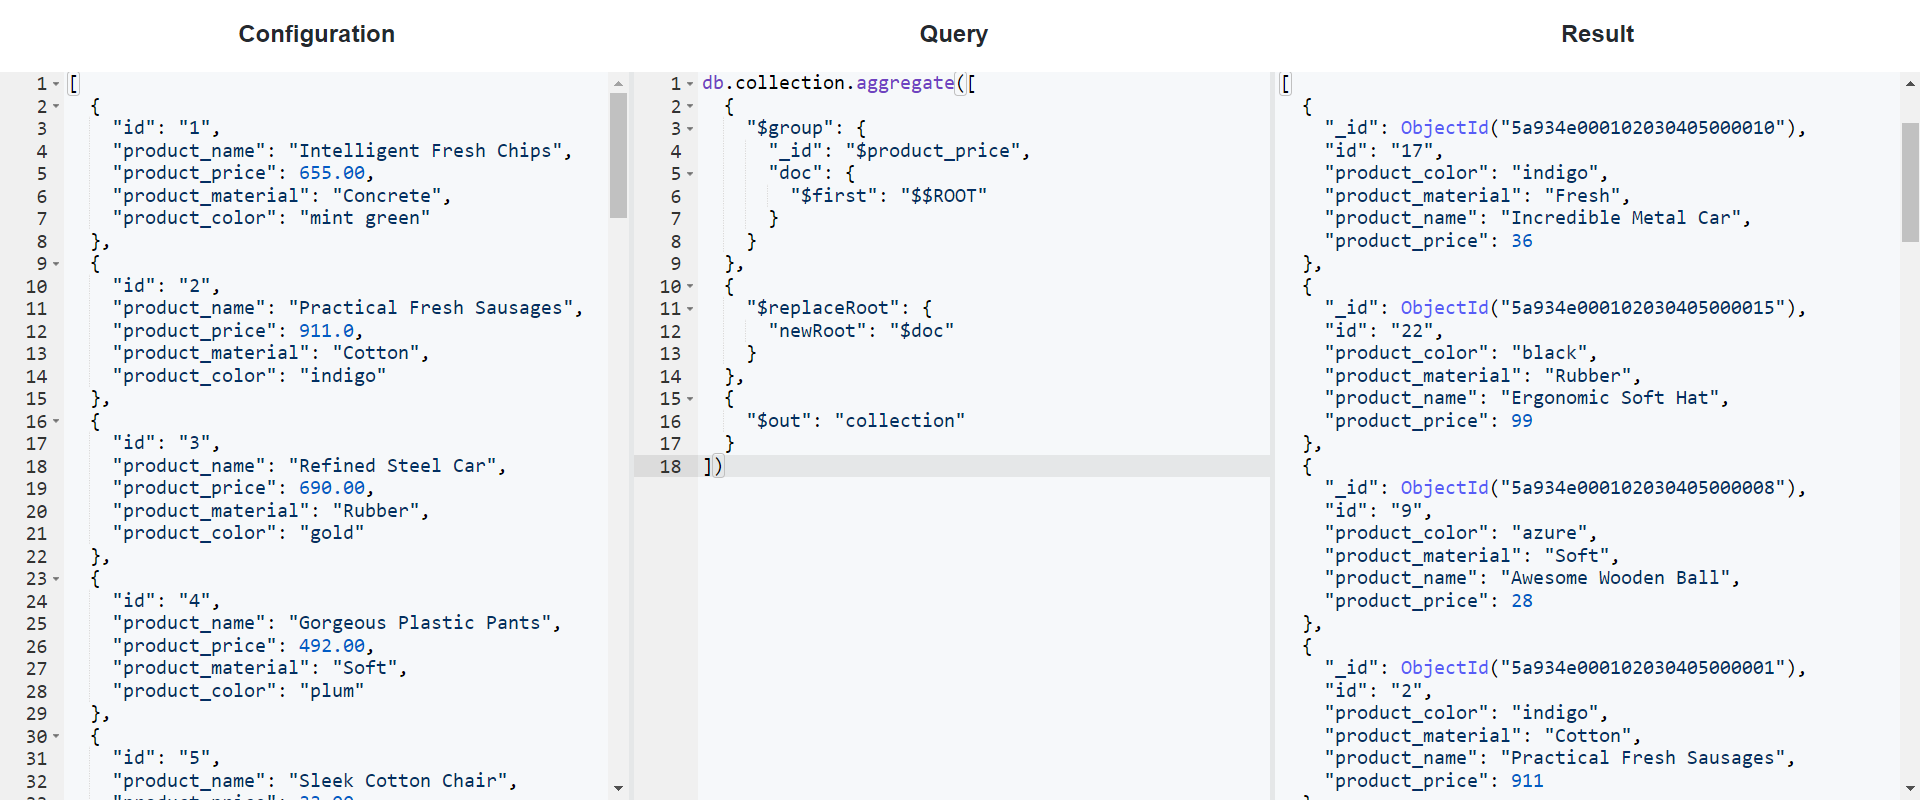 Configuration
1 [
2 {
3 "id": "1",
4 "product_name": "Intelligent Fresh Chips",
5 "product_price": 655.00,
6 "product_material": "Concrete",
7 "product_color": "mint green"
8 },
9 {
10 "id": "2",
11 "product_name": "Practical Fresh Sausages",
12 "product_price": 911.0,
13 "product_material": "Cotton",
14 "product_color": "indigo"
15 },
16 {
17 "id": "3",
18 "product_name": "Refined Steel Car",
19 "product_price": 690.00,
20 "product_material": "Rubber",
21 "product_color": "gold"
22 },
23 {
24 "id": "4",
25 "product_name": "Gorgeous Plastic Pants",
26 "product_price": 492.00,
27 "product_material": "Soft",
28 "product_color": "plum"
29 },
30 {
31 "id": "5",
32 "product_name": "Sleek Cotton Chair",
Query
1 db.collection.aggregate([
2 {
3 "$group": {
4 "_id": "$product_price",
5 "doc": {
6 "$first": "$$ROOT"
7 }
8 }
9 },
10 {
11 "$replaceRoot": {
12 "newRoot": "$doc"
13 }
14 },
15 {
16 "$out": "collection"
17 }
18 ])
Result
[
{
"_id": ObjectId("5a934e000102030405000010"),
"id": "17",
"product_color": "indigo",
"product_material": "Fresh",
"product_name": "Incredible Metal Car",
"product_price": 36
},
{
"_id": ObjectId("5a934e000102030405000015"),
"id": "22",
"product_color": "black",
"product_material": "Rubber",
"product_name": "Ergonomic Soft Hat",
"product_price": 99
},
{
"_id": ObjectId("5a934e000102030405000008"),
"id": "9",
"product_color": "azure",
"product_material": "Soft",
"product_name": "Awesome Wooden Ball",
"product_price": 28
},
{
"_id": ObjectId("5a934e000102030405000001"),
"id": "2",
"product_color": "indigo",
"product_material": "Cotton",
"product_name": "Practical Fresh Sausages",
"product_price": 911